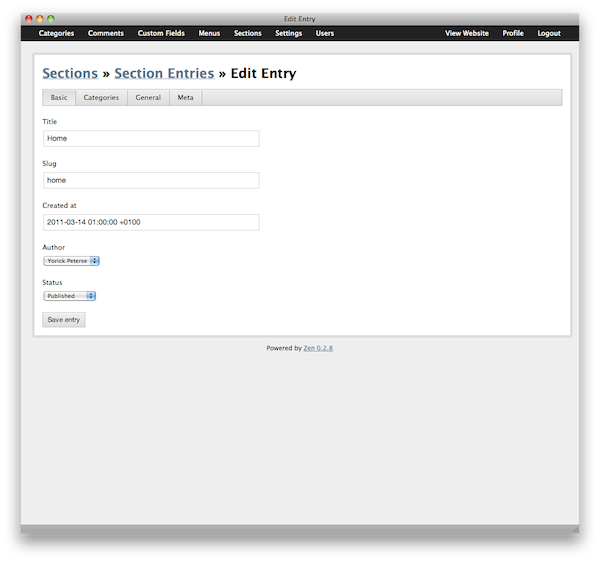 Edit Entry
Categories Comments Custom Fields Menus Sections Settings Users View Website Profile Logout
Sections » Section Entries » Edit Entry
Basic Categories General Meta
Title
Home
Slug
home
Created at
2011-03-14 01:00:00 +0100
Author
Yorick Peterse
Status
Published
Save entry
Powered by Zen 0.2.8